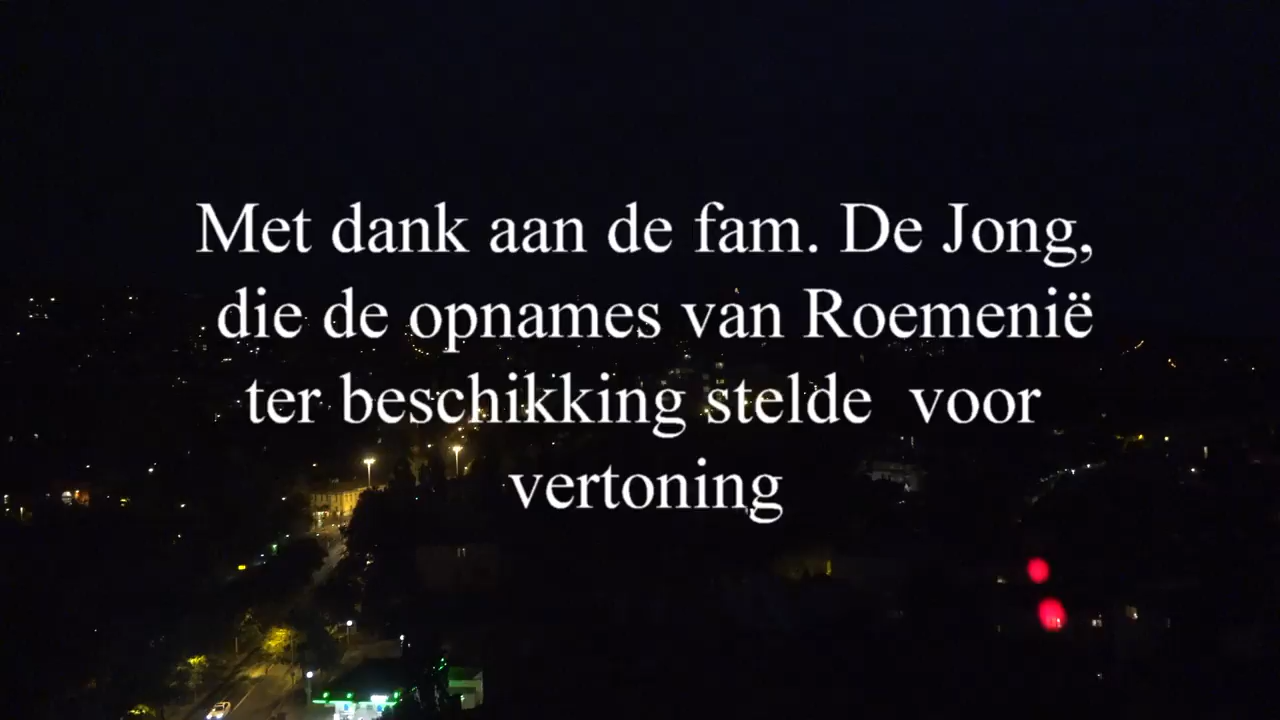 Met dank aan de fam. De Jong,
die de opnames van Roemenië
ter beschikking stelde  voor
vertoning